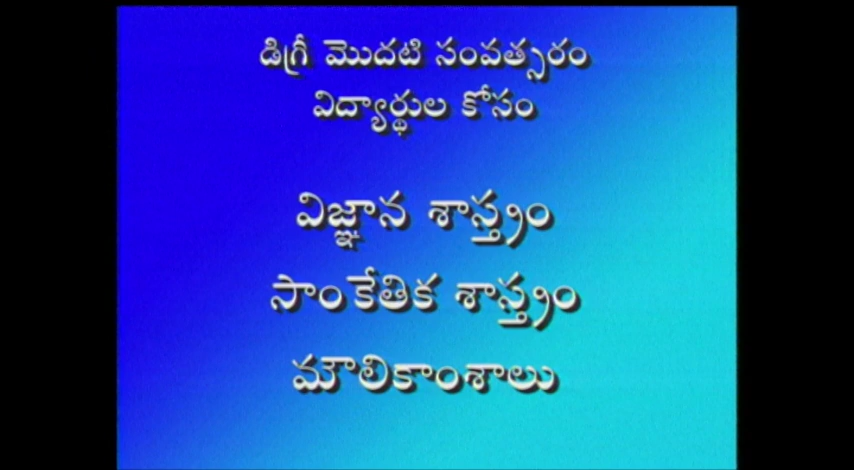 డిగ్రీ మొదటి సంవత్సరం
విద్యార్థుల కోసం
విజ్ఞాన శాస్త్రం
సాంకేతిక శాస్త్రం
మౌలికాంశాలు